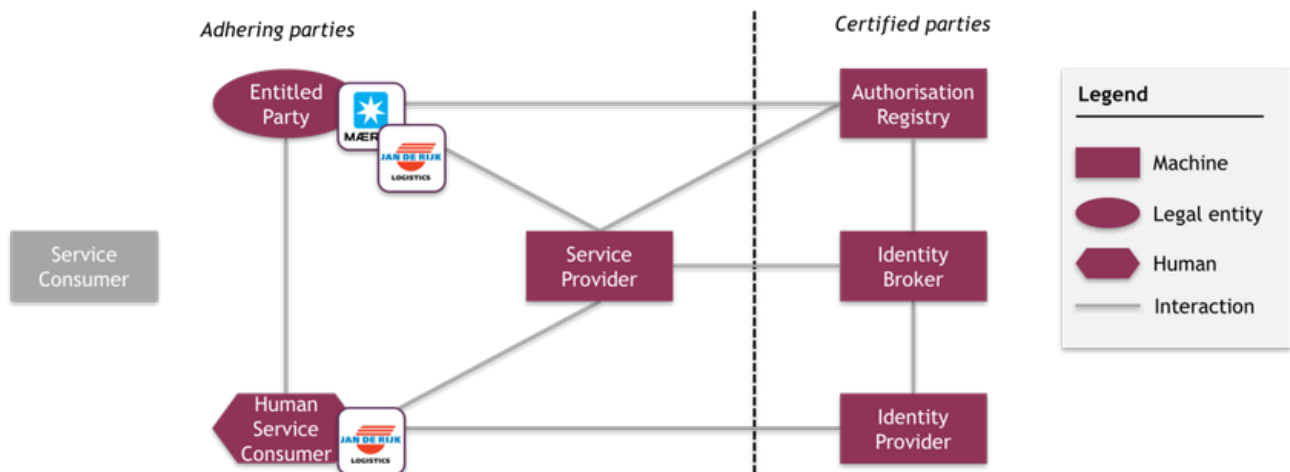 Adhering parties
Certified parties
Entitled
Party
MÆR
JAN DE RIJK
LOGISTICS
Authorisation
Registry
Legend
Machine
Legal entity
Human
Interaction
Service
Consumer
Service
Provider
Identity
Broker
Human
Service
Consumer
JAN DE RIJK
LOGISTICS
Identity
Provider